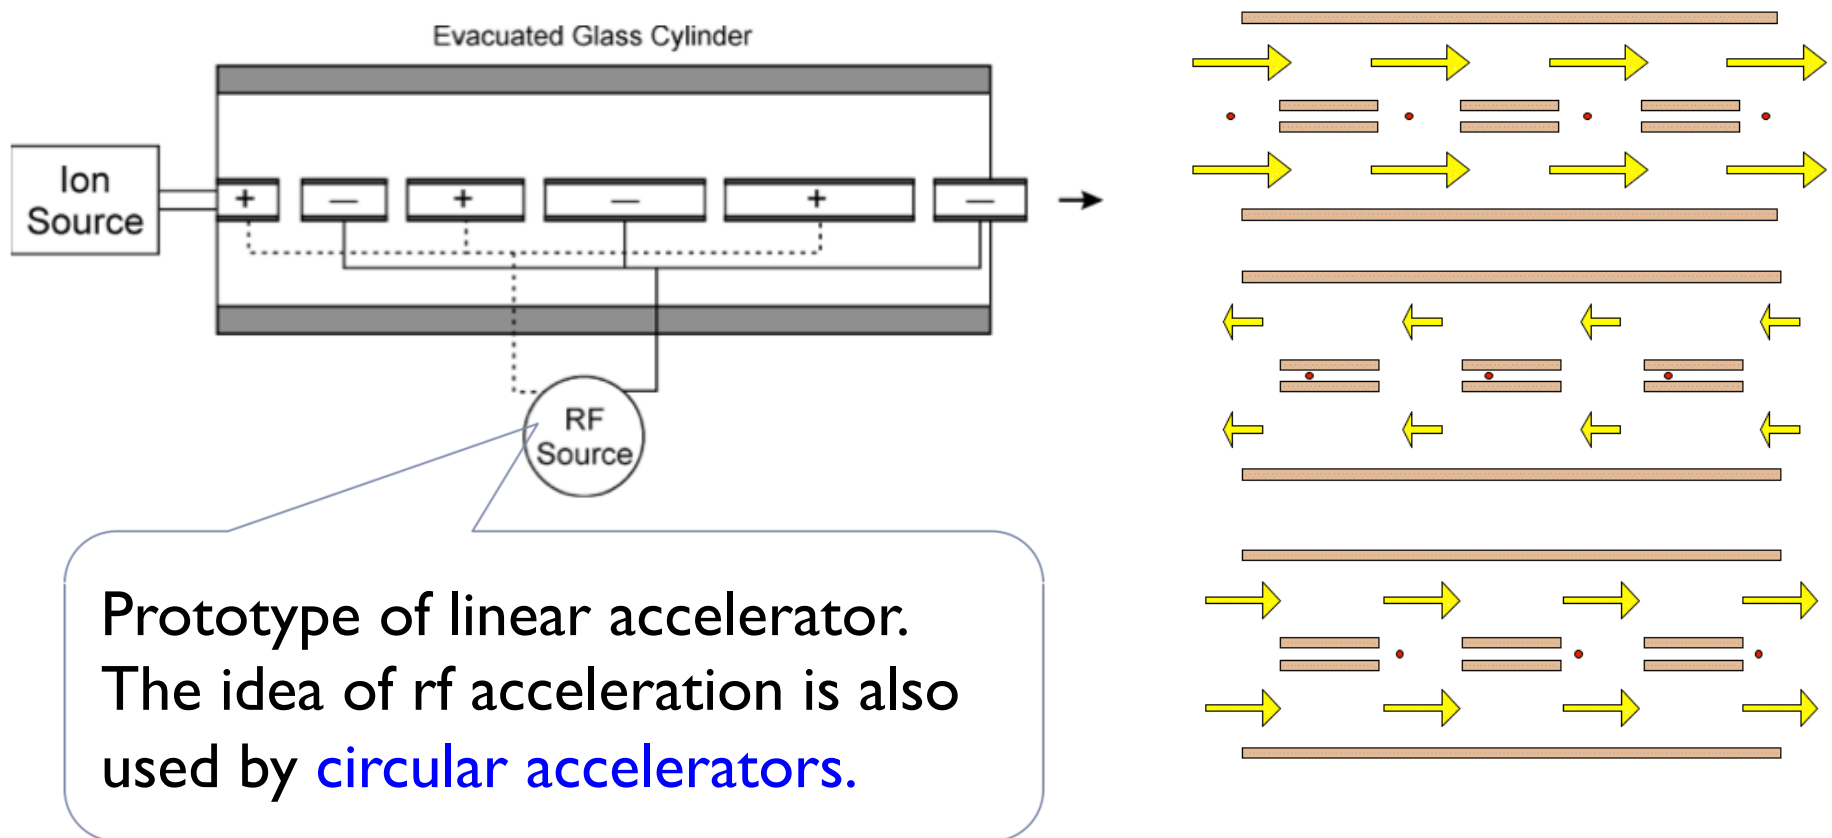 Evacuated Glass Cylinder
Ion
Source
+ — + — + —
RF
Source
Prototype of linear accelerator.
The idea of rf acceleration is also
used by circular accelerators.